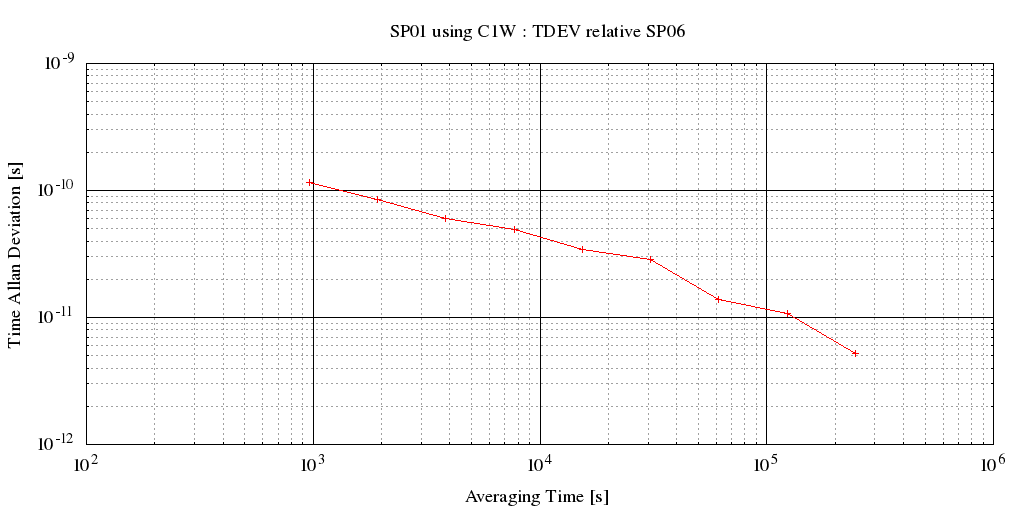 SP01 using C1W : TDEV relative SP06
Time Allan Deviation [s]
10^-9
10^-10
10^-11
10^-12
10^2 10^3 10^4 10^5 10^6
Averaging Time [s]